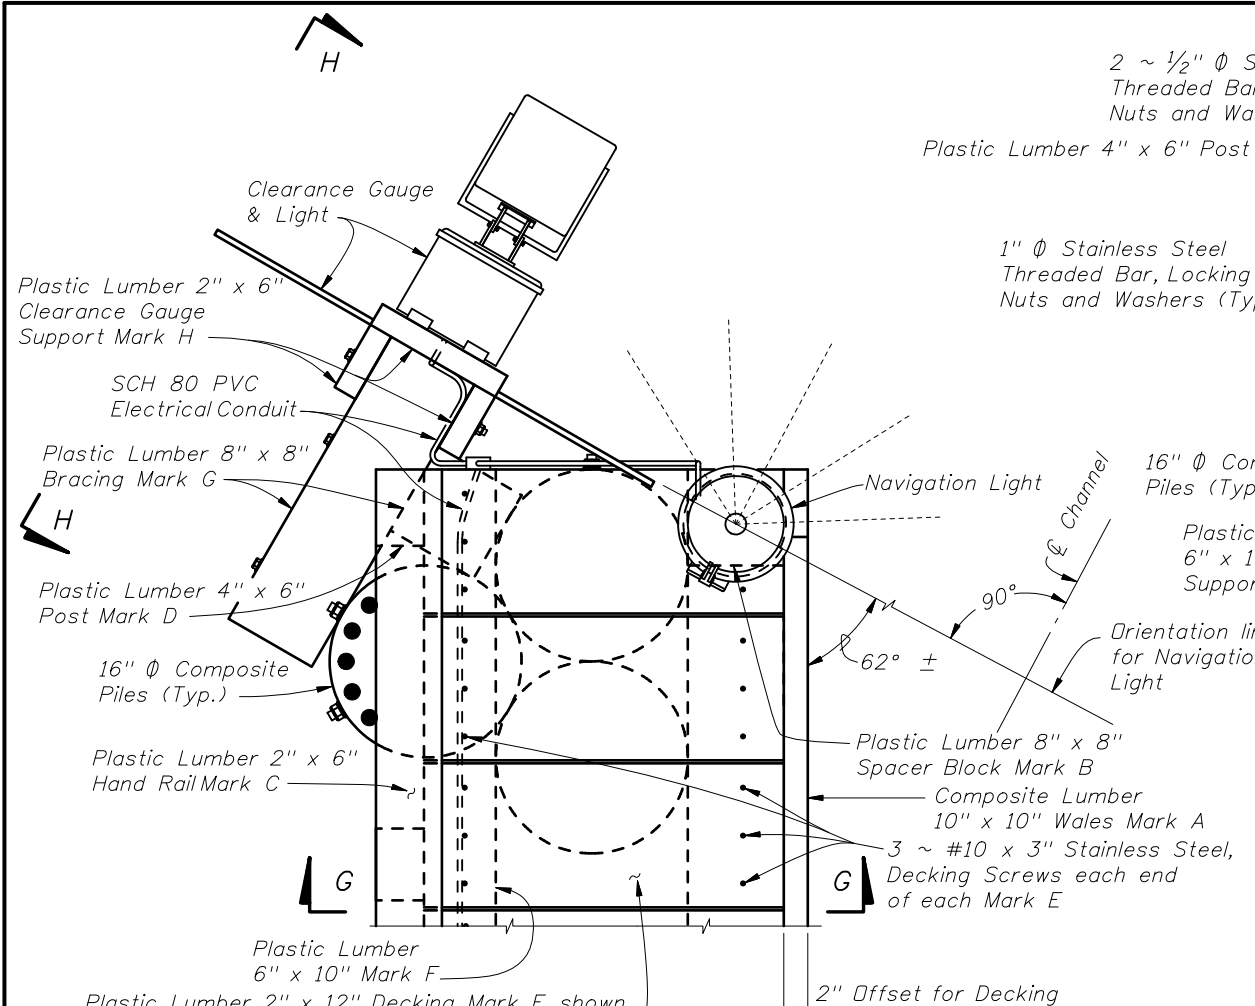 H
2 ~ 1/2" ϕ S
Threaded Bar
Nuts and Wa
Plastic Lumber 4" x 6" Post
Clearance Gauge
& Light
1" ϕ Stainless Steel
Threaded Bar, Locking
Nuts and Washers (Typ
Plastic Lumber 2" x 6"
Clearance Gauge
Support Mark H
SCH 80 PVC
Electrical Conduit
Plastic Lumber 8" x 8"
Bracing Mark G
H
Navigation Light
℄ Channel
16" ϕ Co
Piles (Typ.
Plastic
6" x 1
Suppor
Plastic Lumber 4" x 6"
Post Mark D
90°
16" ϕ Composite
Piles (Typ.)
62° ±
Orientation li
for Navigatio
Light
Plastic Lumber 2" x 6"
Hand Rail Mark C
Plastic Lumber 8" x 8"
Spacer Block Mark B
Composite Lumber
10" x 10" Wales Mark A
3 ~ #10 x 3" Stainless Steel,
Decking Screws each end
of each Mark E
G
G
Plastic Lumber
6" x 10" Mark F
Plastic Lumber 2" x 12" Decking Mark E shown
2" Offset for Decking